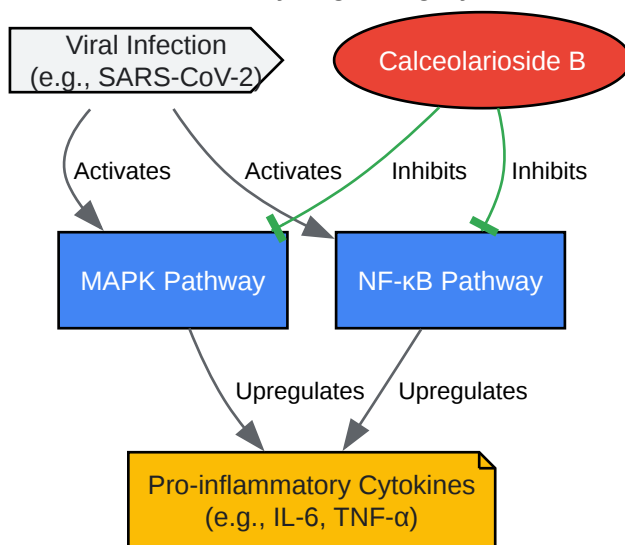 Viral Infection
(e.g., SARS-CoV-2)
Calceolarioside B
Activates
Activates
Inhibits
Inhibits
MAPK Pathway
NF-κB Pathway
Upregulates
Upregulates
Pro-inflammatory Cytokines
(e.g., IL-6, TNF-α)